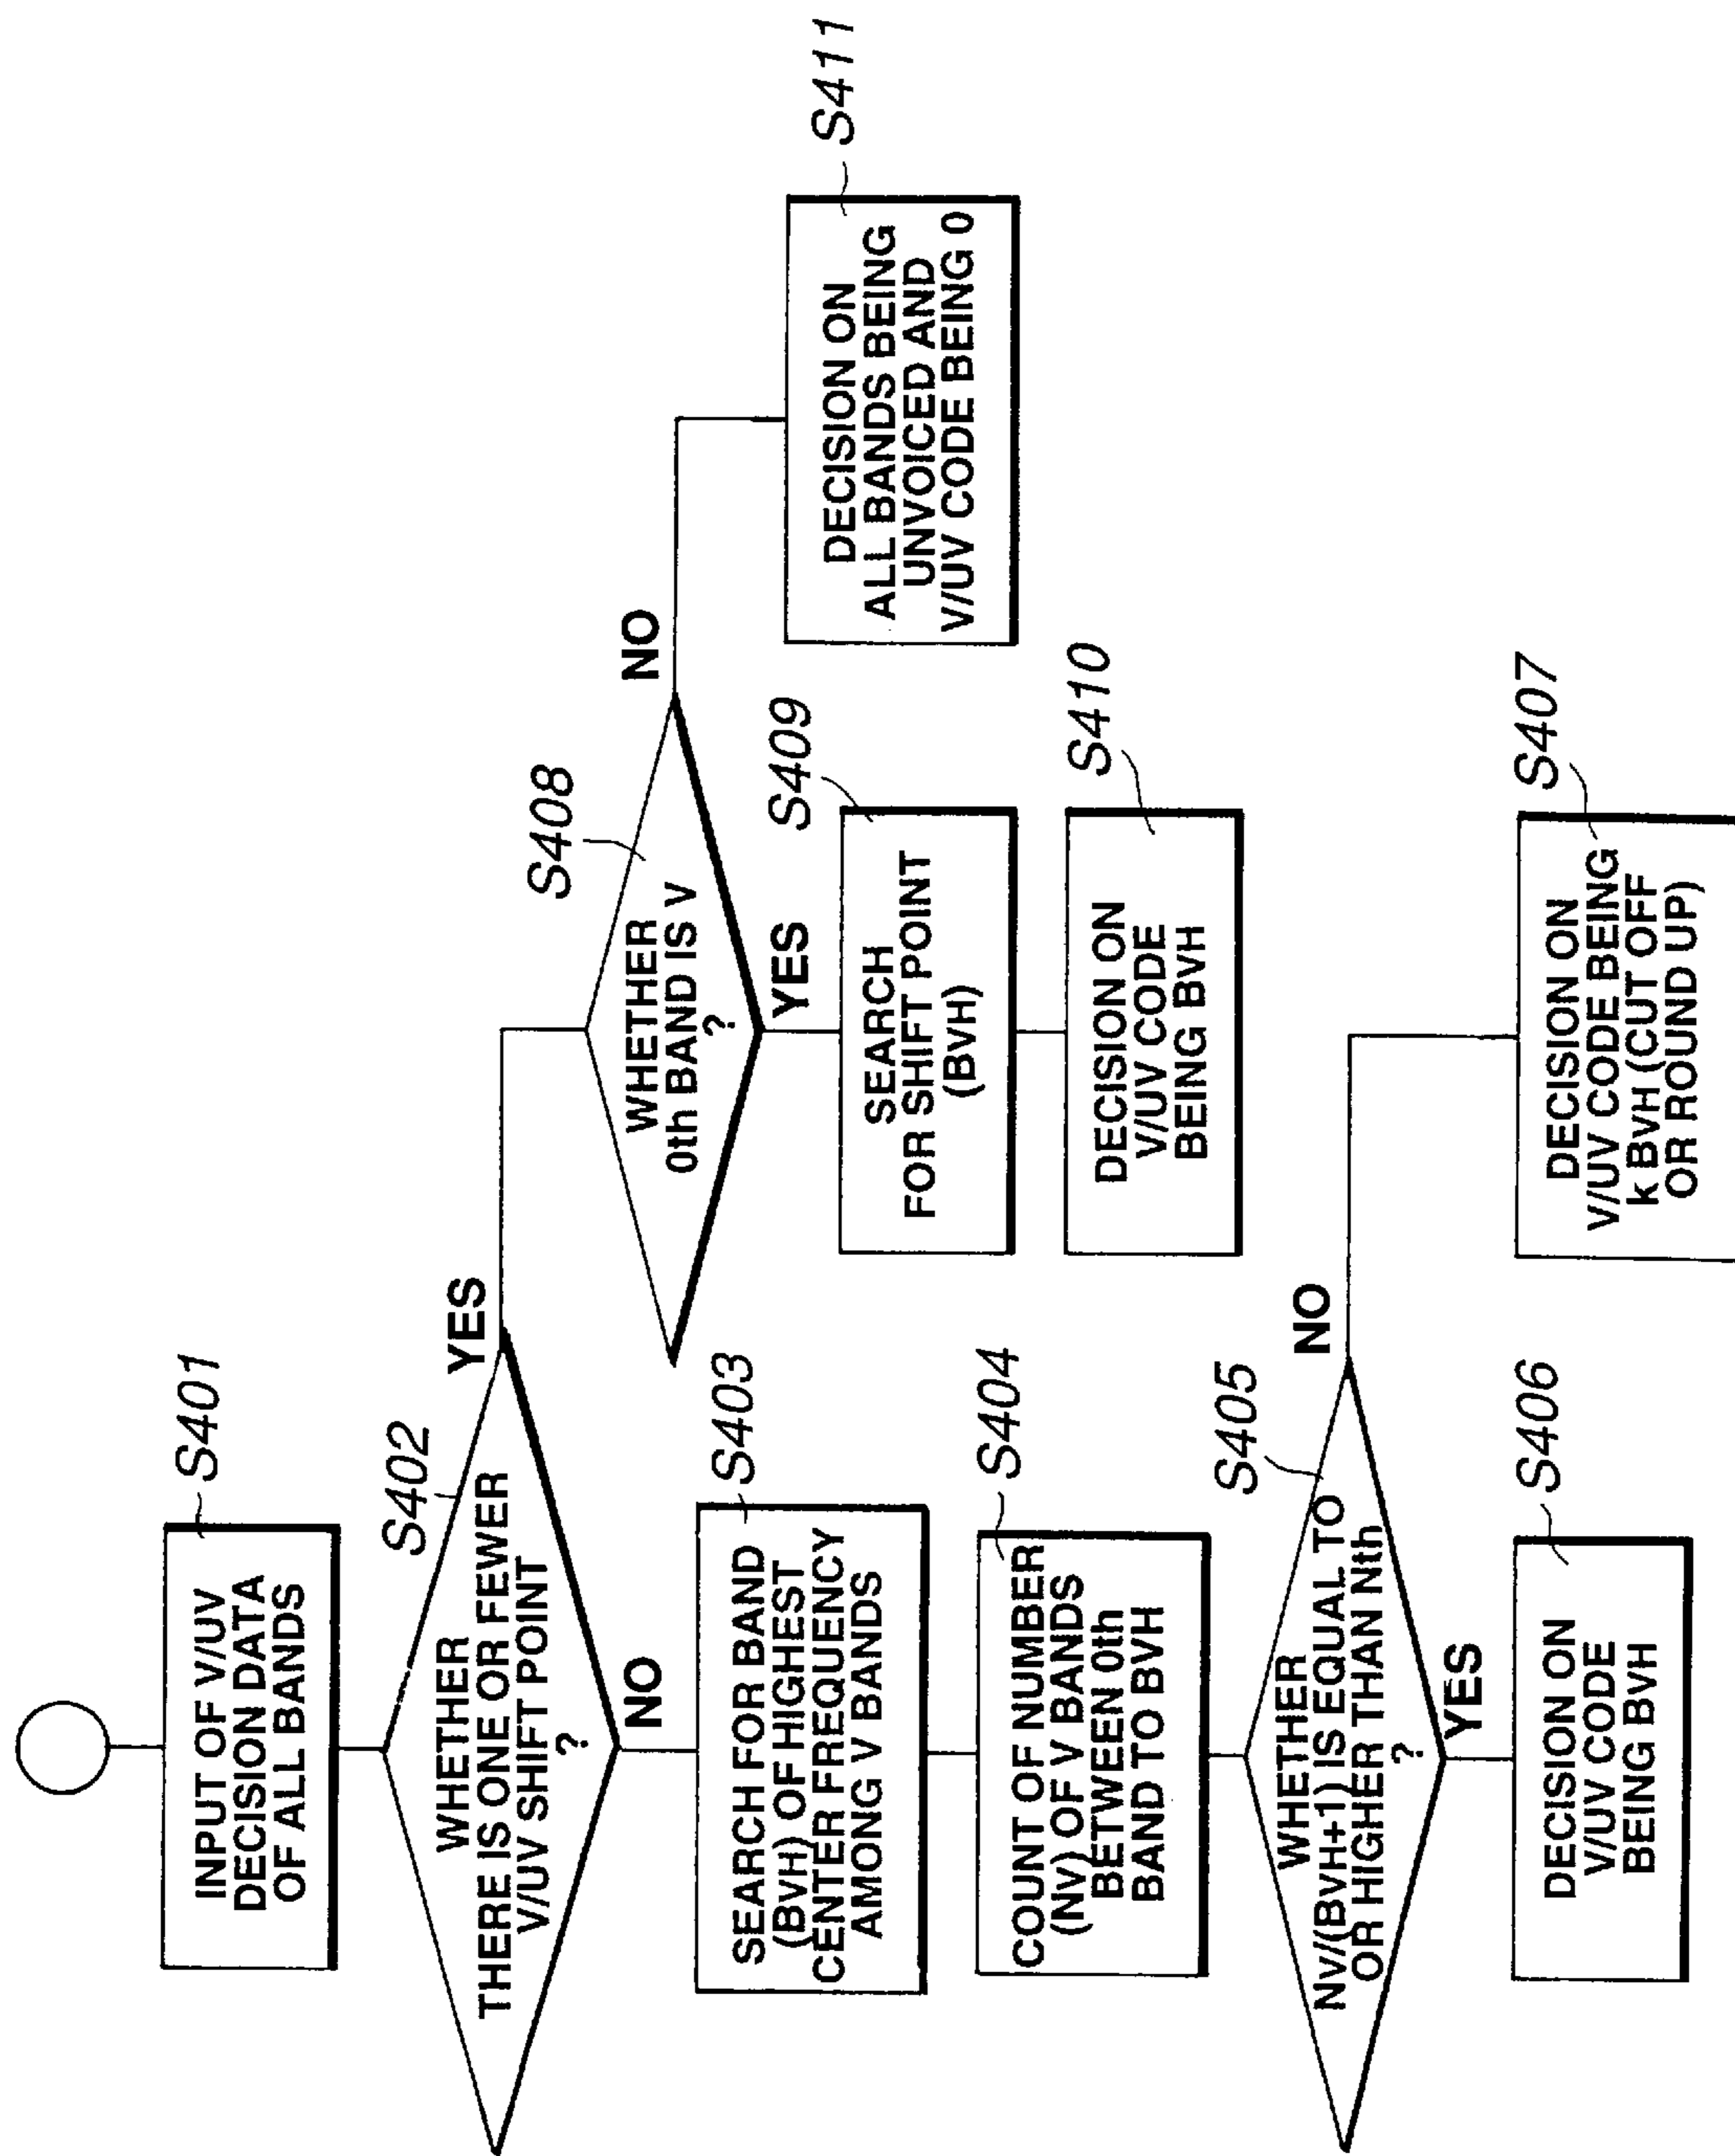 S401
INPUT OF V/UV
DECISION DATA
OF ALL BANDS
S402
WHETHER
THERE IS ONE OR FEWER
V/UV SHIFT POINT
?
YES
NO
S403
SEARCH FOR BAND
(BVH) OF HIGHEST
CENTER FREQUENCY
AMONG V BANDS
S404
COUNT OF NUMBER
(NV) OF V BANDS
BETWEEN 0th
BAND TO BVH
S405
WHETHER
NV/(BVH+1) IS EQUAL TO
OR HIGHER THAN Nth
?
NO
YES
S406
DECISION ON
V/UV CODE
BEING BVH
S407
DECISION ON
V/UV CODE BEING
k BVH (CUT OFF
OR ROUND UP)
S408
WHETHER
0th BAND IS V
?
NO
YES
S409
SEARCH
FOR SHIFT POINT
(BVH)
S410
DECISION ON
V/UV CODE
BEING BVH
S411
DECISION ON
ALL BANDS BEING
UNVOICED AND
V/UV CODE BEING 0